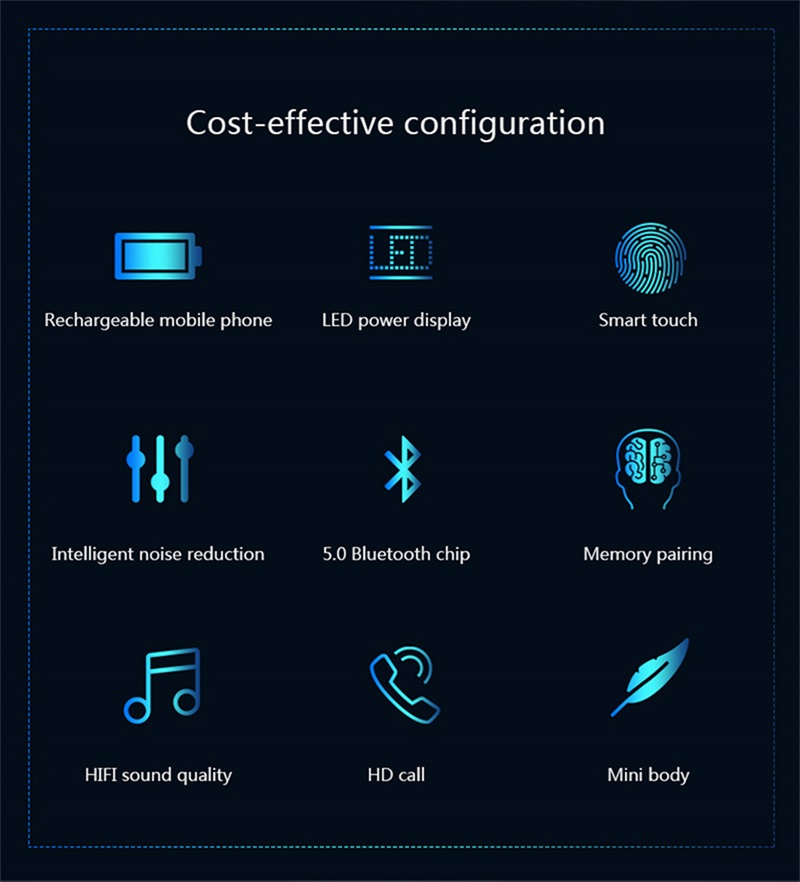 Cost-effective configuration
LED
Rechargeable mobile phone
LED power display
Smart touch
Intelligent noise reduction
5.0 Bluetooth chip
Memory pairing
HIFI sound quality
HD call
Mini body